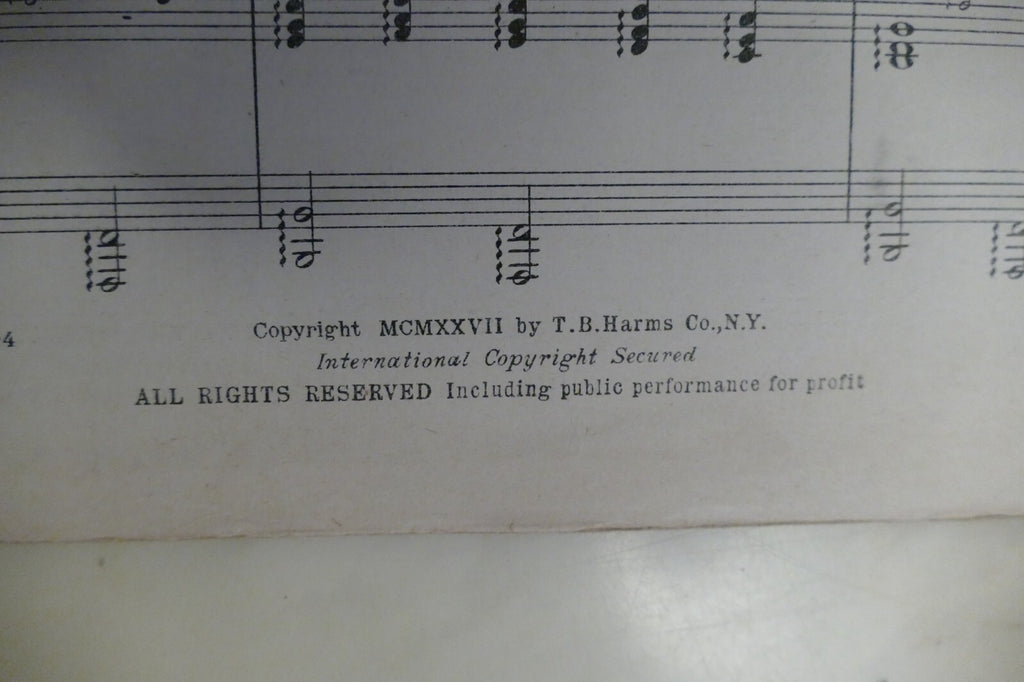 4
Copyright MCMXXVII by T.B.Harms Co.,N.Y.
International Copyright Secured
ALL RIGHTS RESERVED Including public performance for profit